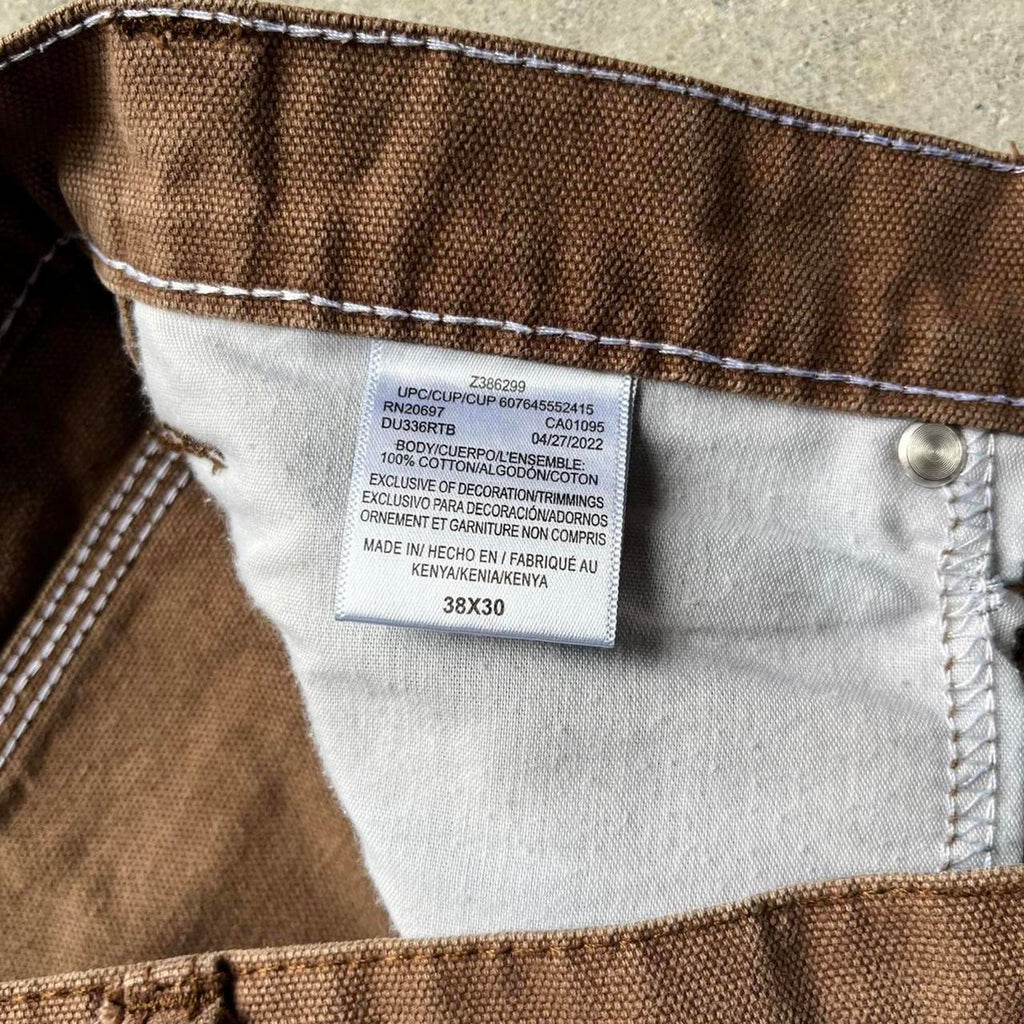 Z386299
UPC/CUP/CUP 607645552415
RN20697 CA01095
DU336RTB 04/27/2022
BODY/CUERPO/L'ENSEMBLE:
100% COTTON/ALGODÓN/COTON
EXCLUSIVE OF DECORATION/TRIMMINGS
EXCLUSIVO PARA DECORACIÓN/ADORNOS
ORNEMENT ET GARNITURE NON COMPRIS
MADE IN/ HECHO EN / FABRIQUÉ AU
KENYA/KENIA/KENYA
38X30